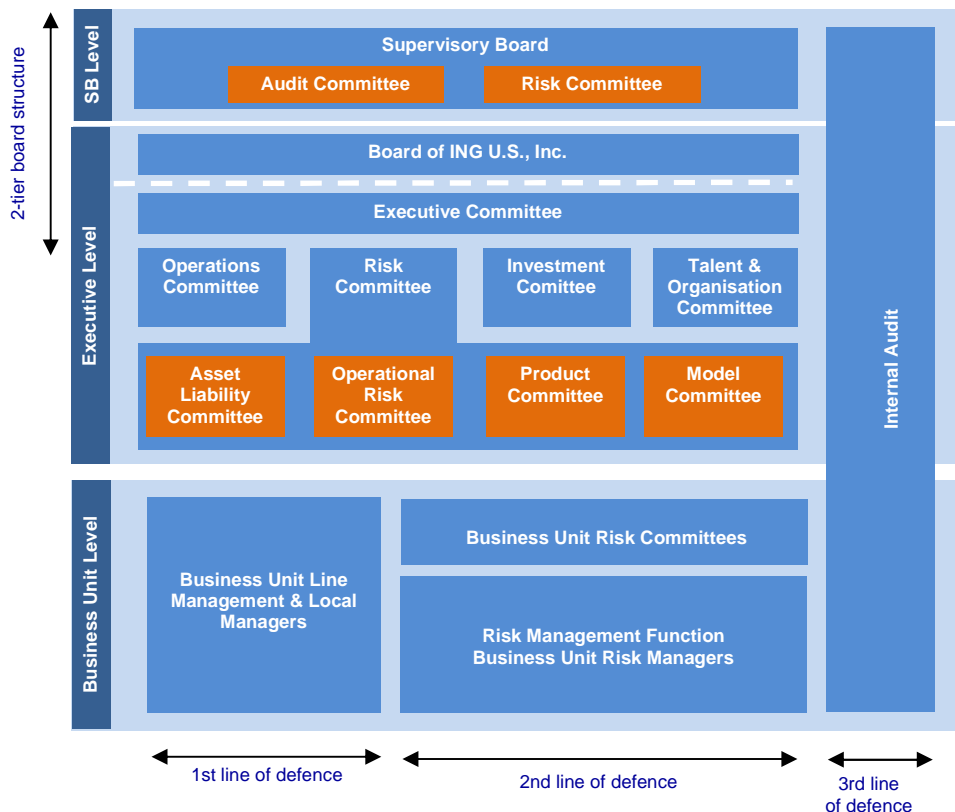 2-tier board structure
SB Level
Supervisory Board
Audit Committee
Risk Committee
Executive Level
Board of ING U.S., Inc.
Executive Committee
Operations
Committee
Risk
Committee
Investment
Comittee
Talent &
Organisation
Committee
Asset
Liability
Committee
Operational
Risk
Committee
Product
Committee
Model
Committee
Internal Audit
Business Unit Level
Business Unit Line
Management & Local
Managers
Business Unit Risk Committees
Risk Management Function
Business Unit Risk Managers
1st line of defence
2nd line of defence
3rd line
of defence